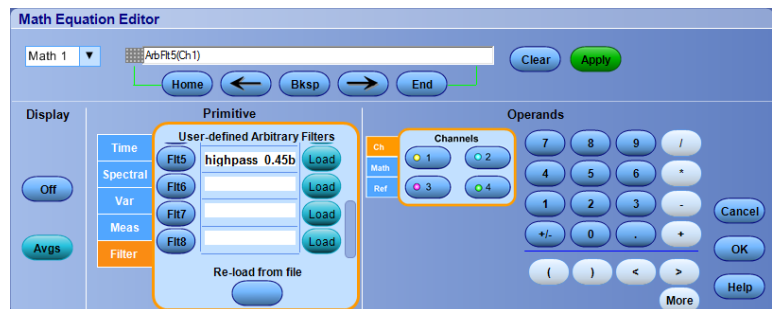 Math Equation Editor
Math 1
ArbFlt5(Ch1)
Clear
Apply
Home
Bksp
End
Display
Primitive
Operands
Off
Avgs
Time
Spectral
Var
Meas
Filter
User-defined Arbitrary Filters
Flt5 highpass_0.45b Load
Flt6 Load
Flt7 Load
Flt8 Load
Re-load from file
Ch
Math
Ref
Channels
1 2
3 4
7 8 9 /
4 5 6 *
1 2 3 -
+/- 0 . +
( ) < >
More
Cancel
OK
Help